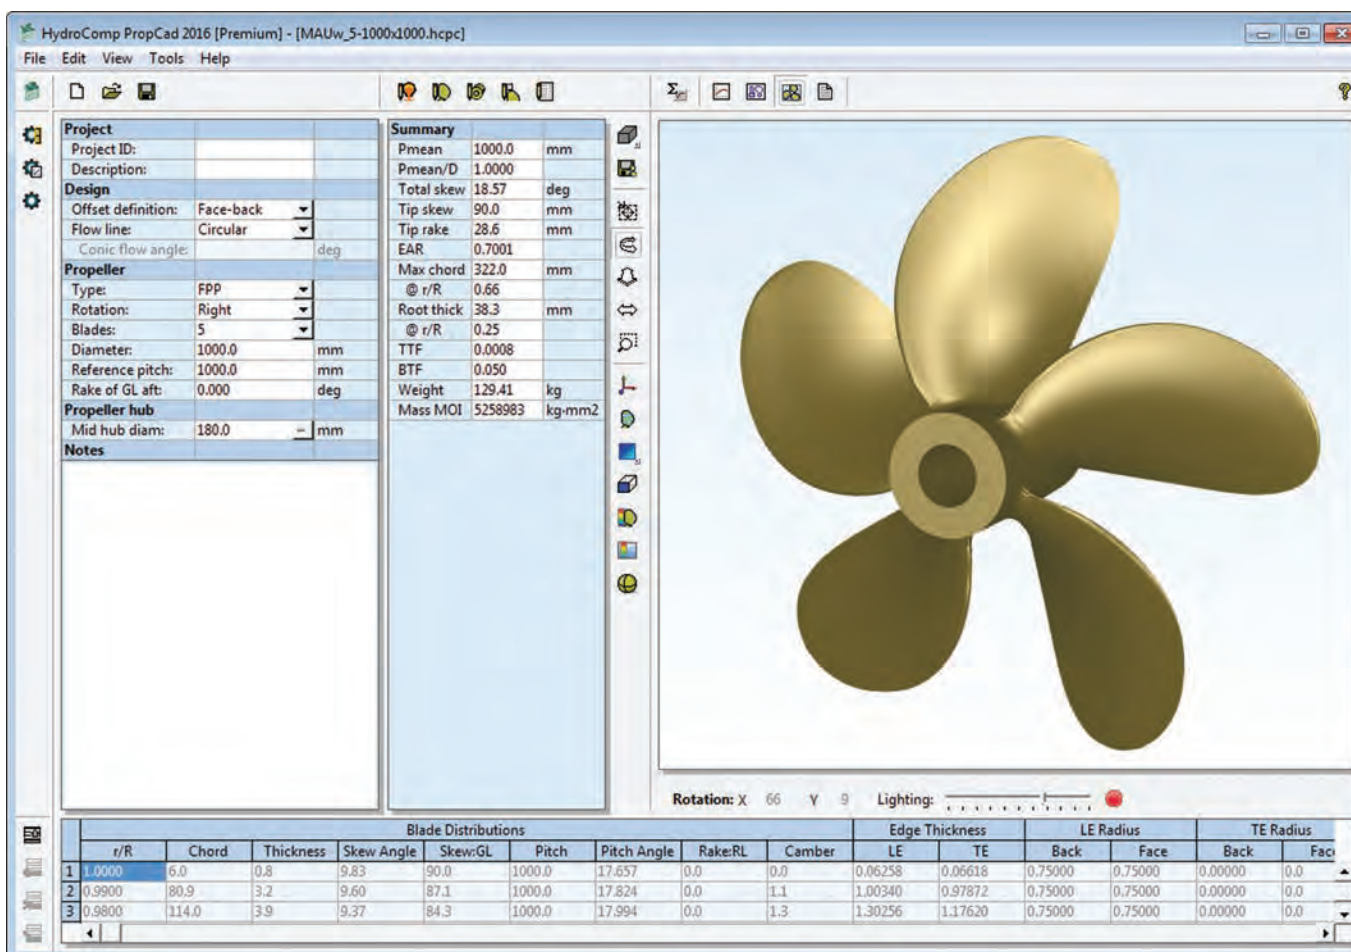 HydroComp PropCad 2016 [Premium] - [MAUw_5-1000x1000.hcpc]
File Edit View Tools Help
Project
Project ID:
Description:
Design
Offset definition: Face-back
Flow line: Circular
Conic flow angle: deg
Propeller
Type: FPP
Rotation: Right
Blades: 5
Diameter: 1000.0 mm
Reference pitch: 1000.0 mm
Rake of GL aft: 0.000 deg
Propeller hub
Mid hub diam: 180.0 mm
Notes
Summary
Pmean 1000.0 mm
Pmean/D 1.0000
Total skew 18.57 deg
Tip skew 90.0 mm
Tip rake 28.6 mm
EAR 0.7001
Max chord 322.0 mm
@ r/R 0.66
Root thick 38.3 mm
@ r/R 0.25
TTF 0.0008
BTF 0.050
Weight 129.41 kg
Mass MOI 5258983 kg-mm2
Rotation: X 66 Y 9 Lighting:
Blade Distributions Edge Thickness LE Radius TE Radius
r/R Chord Thickness Skew Angle Skew:GL Pitch Pitch Angle Rake:RL Camber LE TE Back Face Back Face
1 1.0000 6.0 0.8 9.83 90.0 1000.0 17.657 0.0 0.0 0.06258 0.06618 0.75000 0.75000 0.00000 0.0
2 0.9900 80.9 3.2 9.60 87.1 1000.0 17.824 0.0 1.1 1.00340 0.97872 0.75000 0.75000 0.00000 0.0
3 0.9800 114.0 3.9 9.37 84.3 1000.0 17.994 0.0 1.3 1.30256 1.17620 0.75000 0.75000 0.00000 0.0